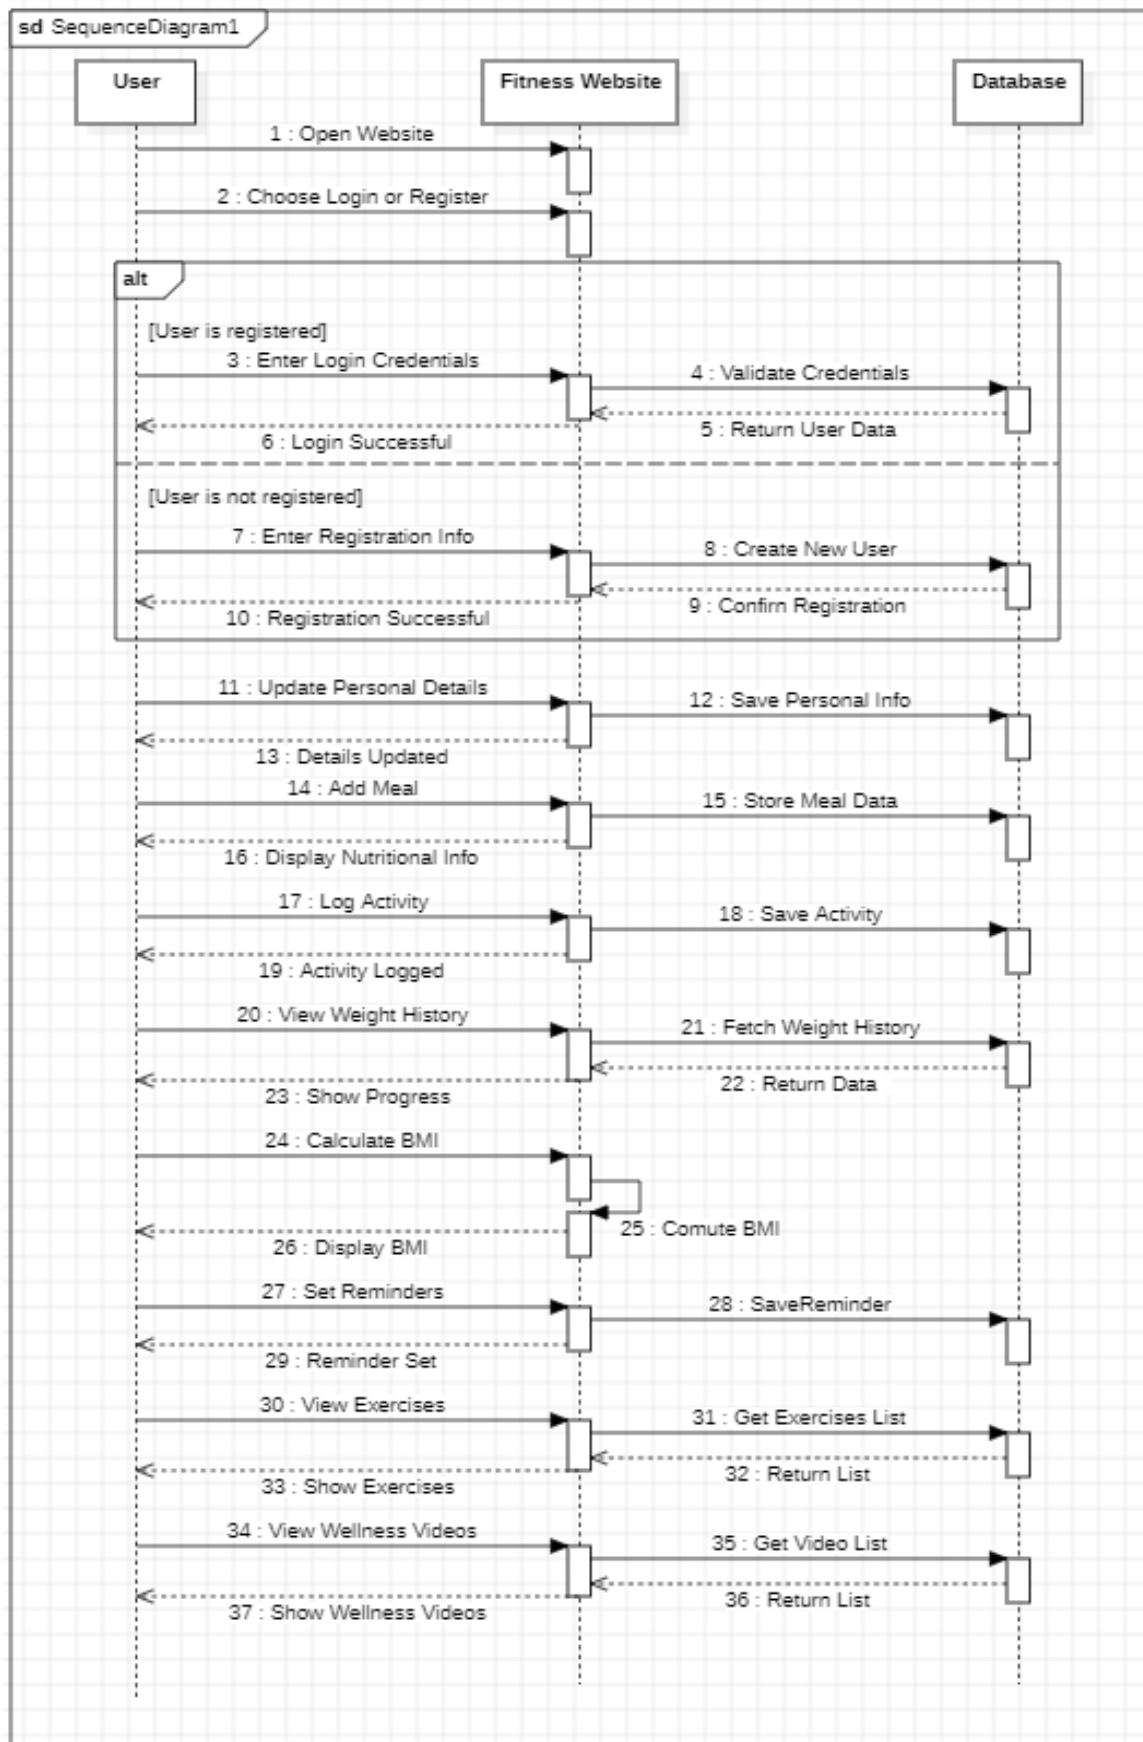 sd SequenceDiagram1
User
Fitness Website
Database
1 : Open Website
2 : Choose Login or Register
alt
[User is registered]
3 : Enter Login Credentials
4 : Validate Credentials
5 : Return User Data
6 : Login Successful
[User is not registered]
7 : Enter Registration Info
8 : Create New User
9 : Confirn Registration
10 : Registration Successful
11 : Update Personal Details
12 : Save Personal Info
13 : Details Updated
14 : Add Meal
15 : Store Meal Data
16 : Display Nutritional Info
17 : Log Activity
18 : Save Activity
19 : Activity Logged
20 : View Weight History
21 : Fetch Weight History
22 : Return Data
23 : Show Progress
24 : Calculate BMI
25 : Comute BMI
26 : Display BMI
27 : Set Reminders
28 : SaveReminder
29 : Reminder Set
30 : View Exercises
31 : Get Exercises List
32 : Return List
33 : Show Exercises
34 : View Wellness Videos
35 : Get Video List
36 : Return List
37 : Show Wellness Videos